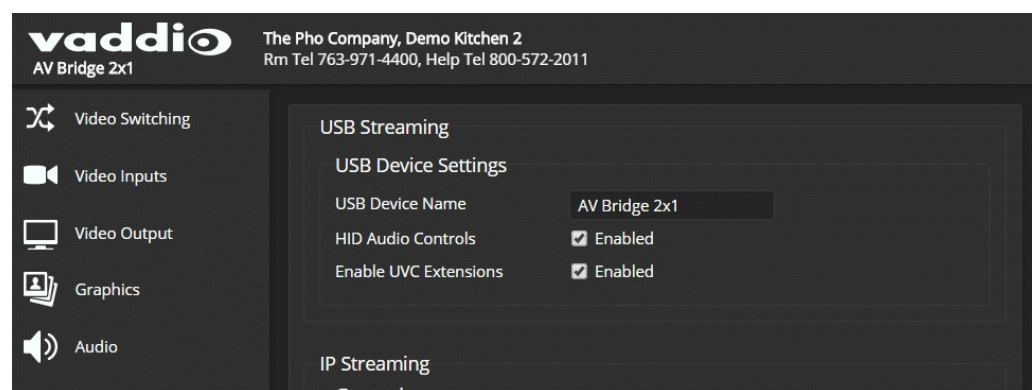 vaddio
AV Bridge 2x1
The Pho Company, Demo Kitchen 2
Rm Tel 763-971-4400, Help Tel 800-572-2011
Video Switching
Video Inputs
Video Output
Graphics
Audio
USB Streaming
USB Device Settings
USB Device Name AV Bridge 2x1
HID Audio Controls Enabled
Enable UVC Extensions Enabled
IP Streaming